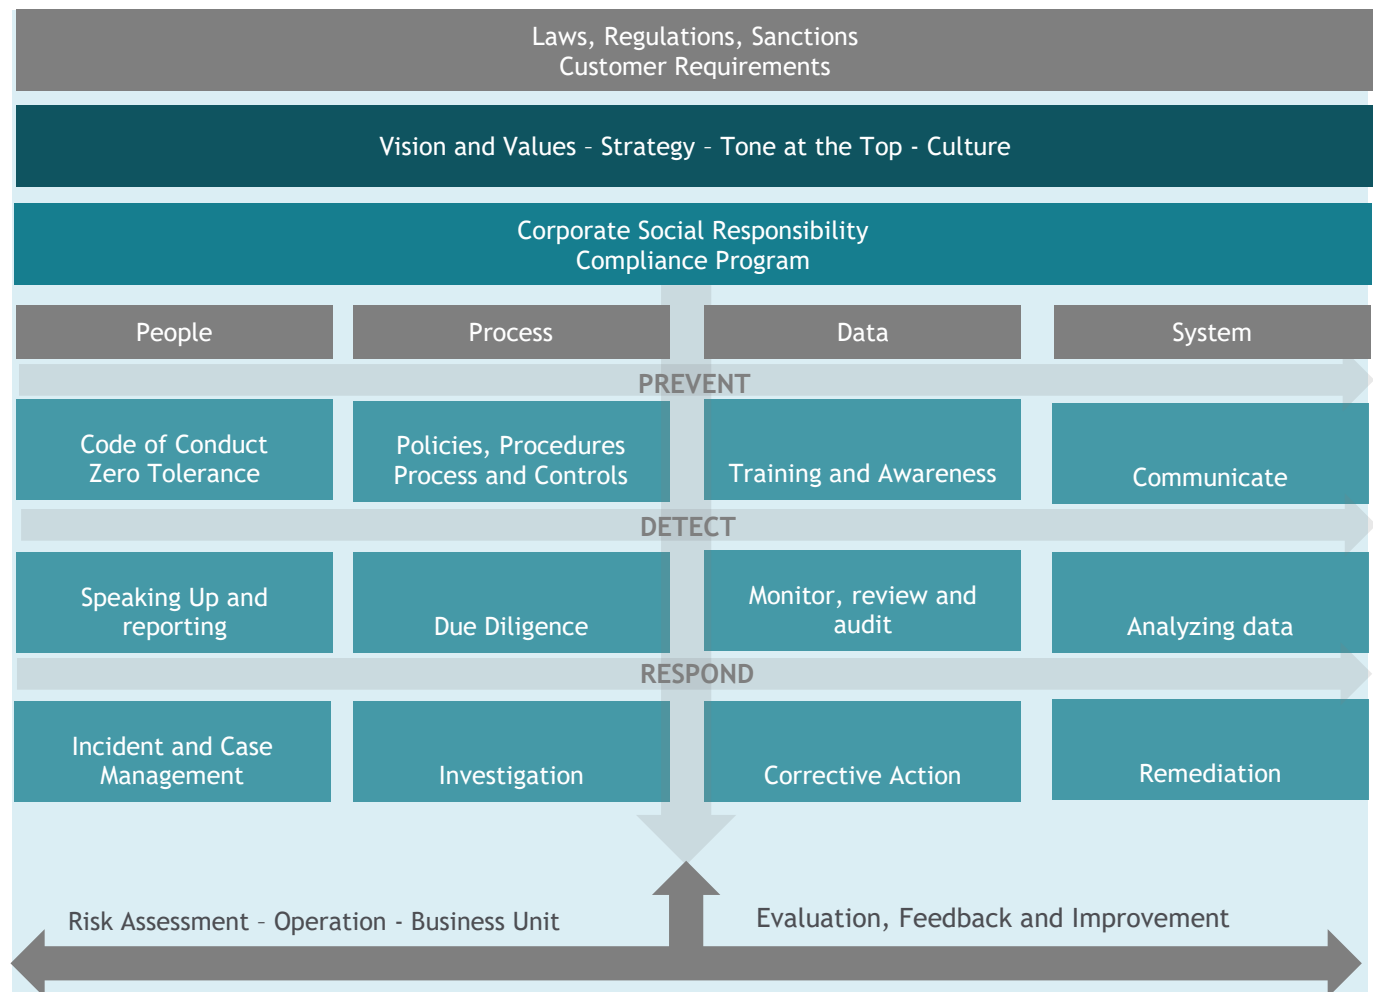 Laws, Regulations, Sanctions
Customer Requirements
Vision and Values – Strategy – Tone at the Top - Culture
Corporate Social Responsibility
Compliance Program
People
Process
Data
System
PREVENT
Code of Conduct
Zero Tolerance
Policies, Procedures
Process and Controls
Training and Awareness
Communicate
DETECT
Speaking Up and
reporting
Due Diligence
Monitor, review and
audit
Analyzing data
RESPOND
Incident and Case
Management
Investigation
Corrective Action
Remediation
Risk Assessment – Operation - Business Unit
Evaluation, Feedback and Improvement